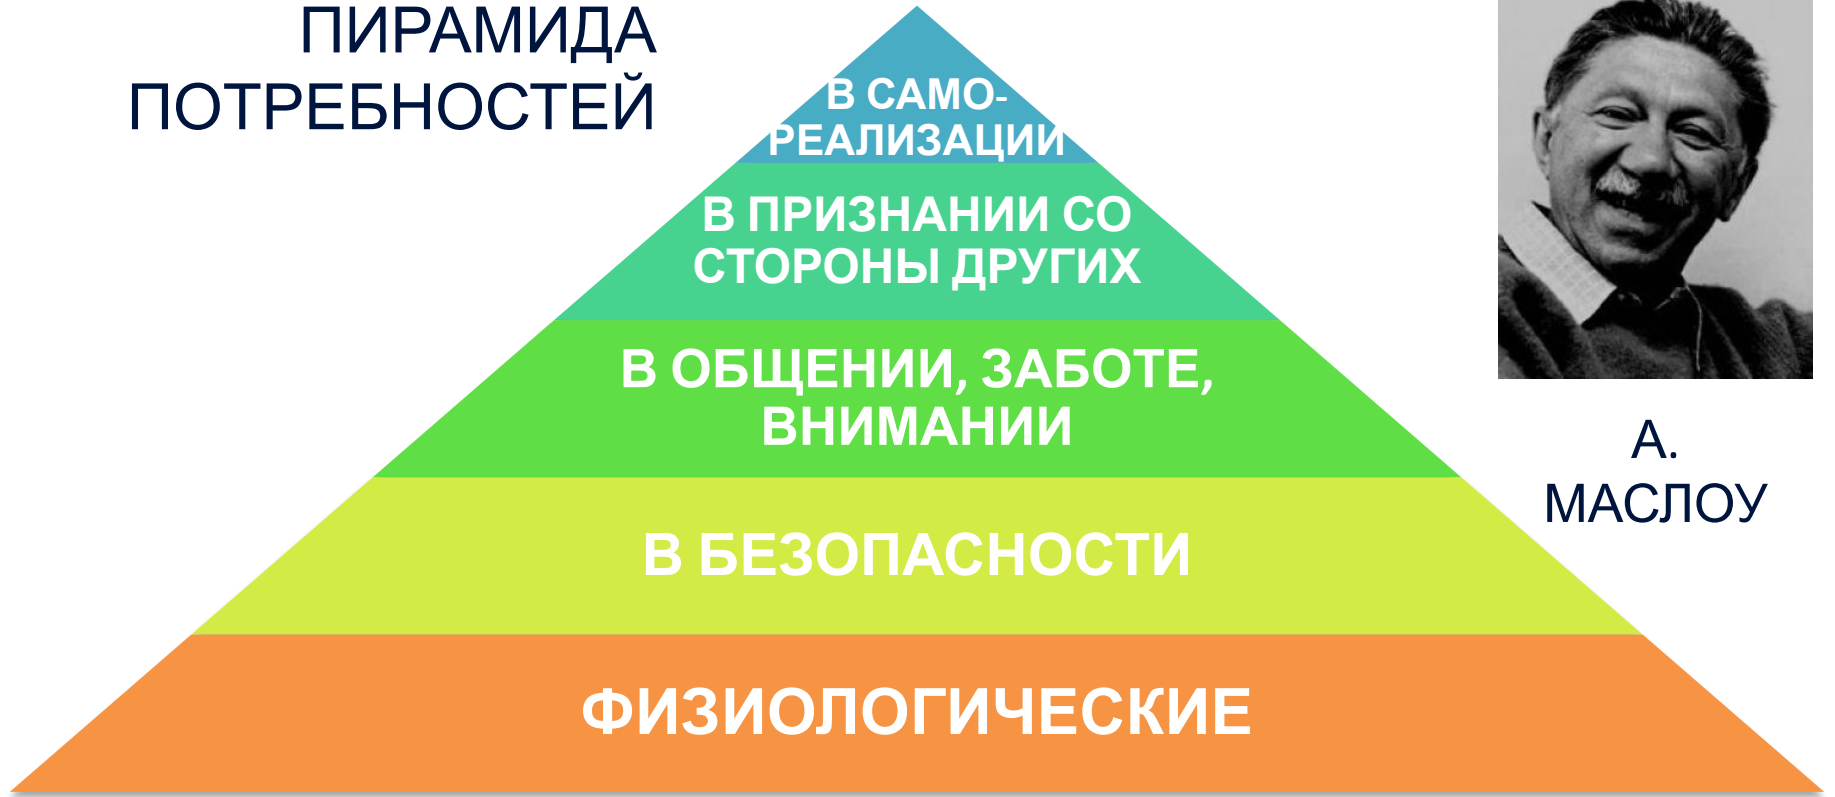 ПИРАМИДА
ПОТРЕБНОСТЕЙ
В САМО-
РЕАЛИЗАЦИИ
В ПРИЗНАНИИ СО
СТОРОНЫ ДРУГИХ
В ОБЩЕНИИ, ЗАБОТЕ,
ВНИМАНИИ
В БЕЗОПАСНОСТИ
ФИЗИОЛОГИЧЕСКИЕ
А.
МАСЛОУ